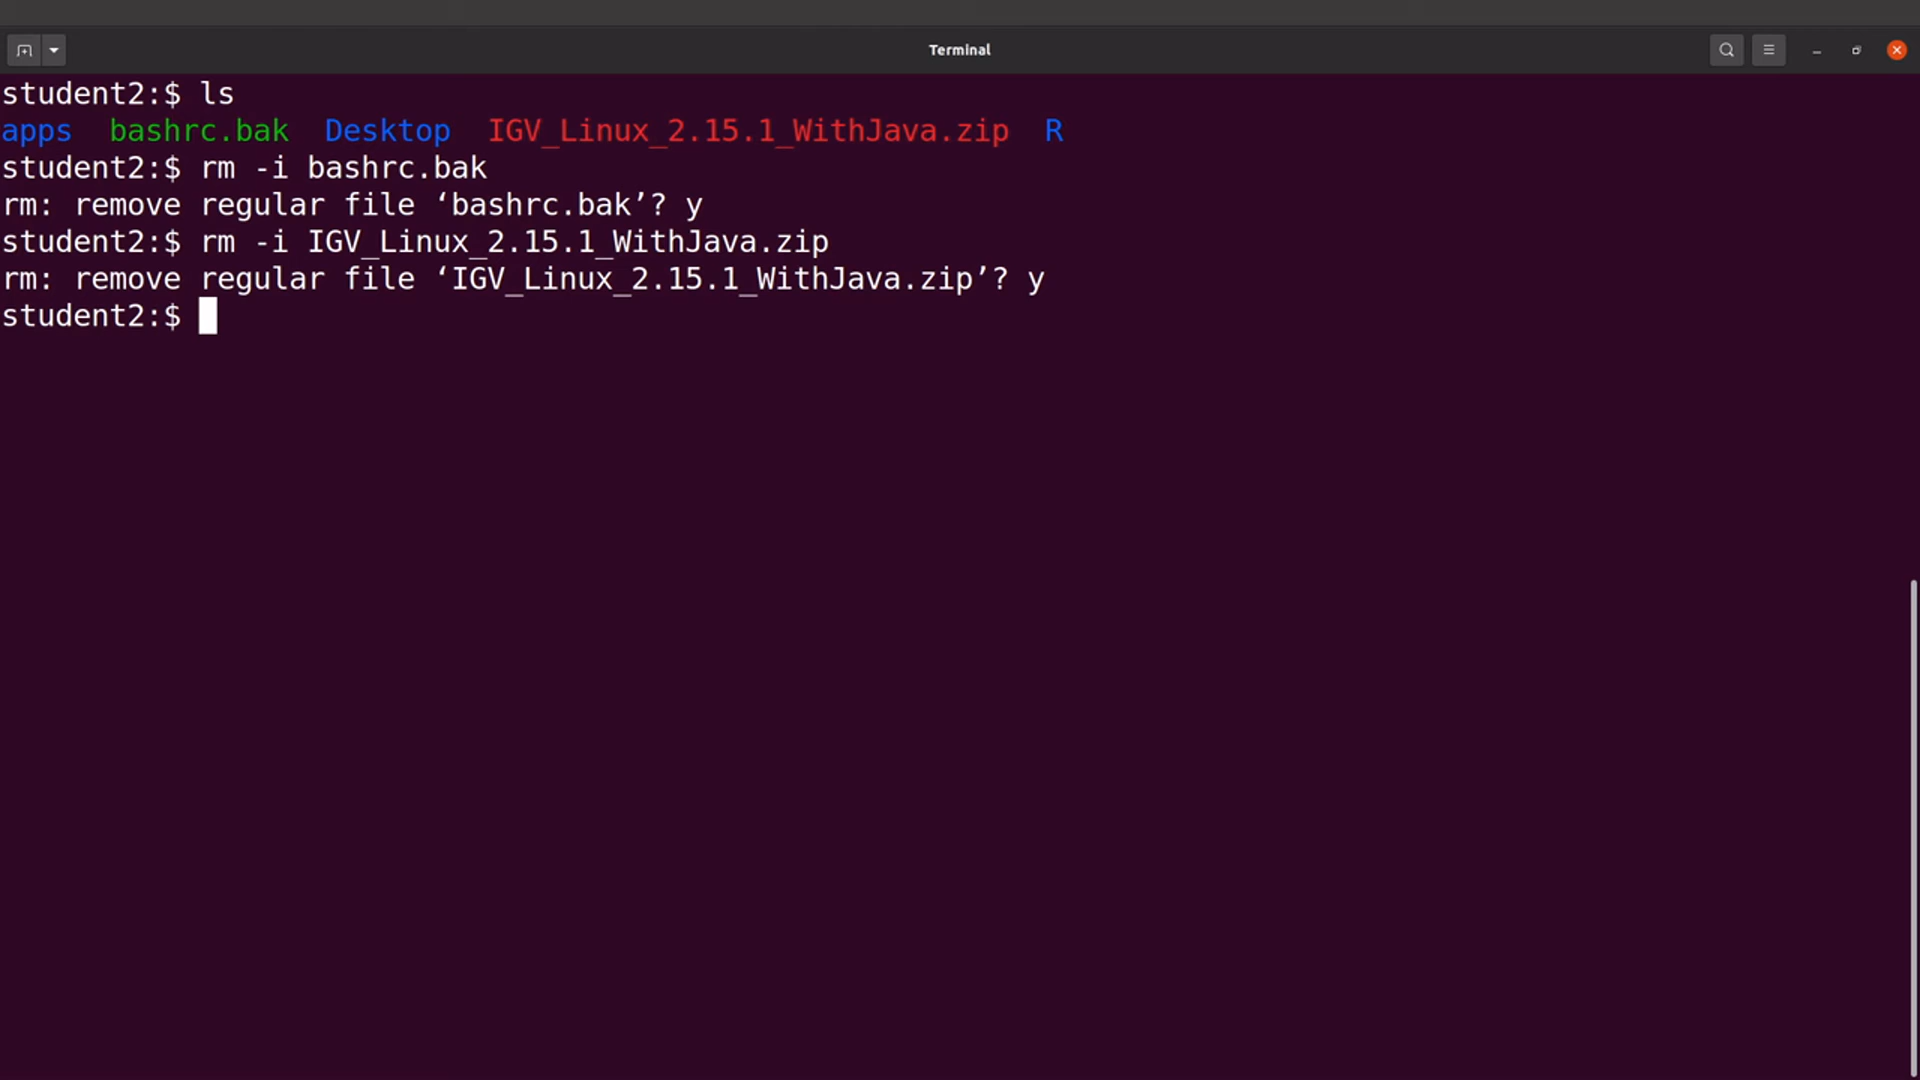 Terminal
student2:$ ls
apps  bashrc.bak  Desktop  IGV_Linux_2.15.1_WithJava.zip  R
student2:$ rm -i bashrc.bak
rm: remove regular file ‘bashrc.bak’? y
student2:$ rm -i IGV_Linux_2.15.1_WithJava.zip
rm: remove regular file ‘IGV_Linux_2.15.1_WithJava.zip’? y
student2:$